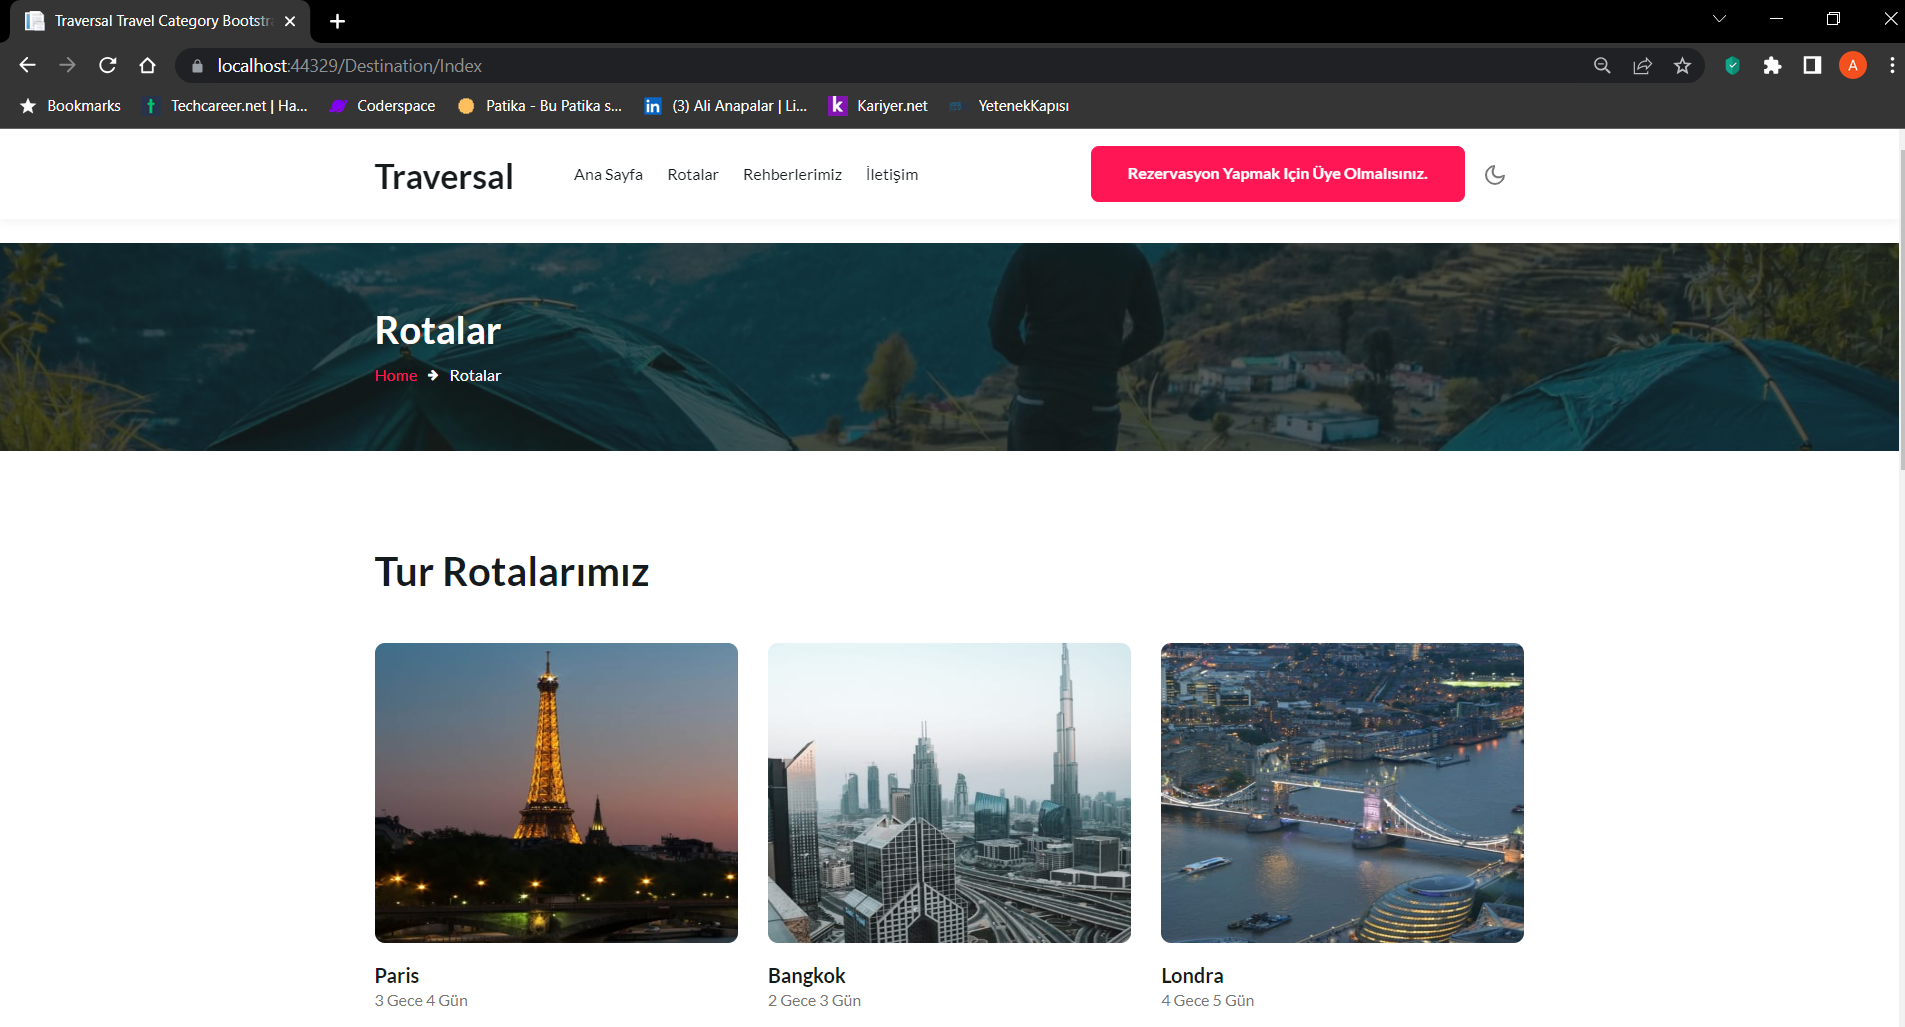 Traversal Travel Category Bootstr
localhost:44329/Destination/Index
A
Bookmarks
Techcareer.net | Ha...
Coderspace
Patika - Bu Patika s...
in
(3) Ali Anapalar | Li...
k
Kariyer.net
YetenekKapısı
Traversal
Ana Sayfa
Rotalar
Rehberlerimiz
İletişim
Rezervasyon Yapmak Için Üye Olmalısınız.
Rotalar
Home → Rotalar
Tur Rotalarımız
Paris
3 Gece 4 Gün
Bangkok
2 Gece 3 Gün
Londra
4 Gece 5 Gün